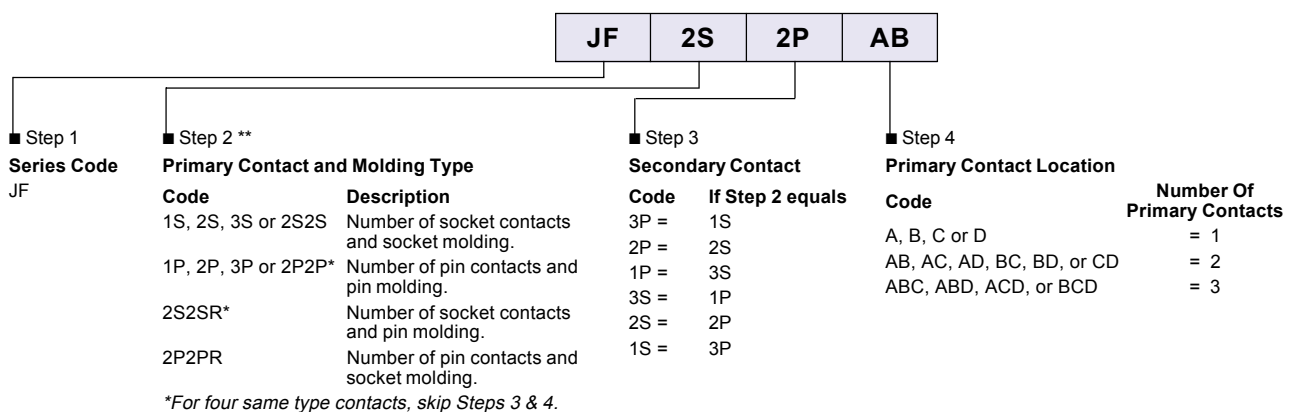 JF 2S 2P AB
■ Step 1
Series Code
JF
■ Step 2 **
Primary Contact and Molding Type
Code Description
1S, 2S, 3S or 2S2S Number of socket contacts
and socket molding.
1P, 2P, 3P or 2P2P* Number of pin contacts and
pin molding.
2S2SR* Number of socket contacts
and pin molding.
2P2PR Number of pin contacts and
socket molding.
*For four same type contacts, skip Steps 3 & 4.
■ Step 3
Secondary Contact
Code If Step 2 equals
3P = 1S
2P = 2S
1P = 3S
3S = 1P
2S = 2P
1S = 3P
■ Step 4
Primary Contact Location
Code Number Of
Primary Contacts
A, B, C or D = 1
AB, AC, AD, BC, BD, or CD = 2
ABC, ABD, ACD, or BCD = 3